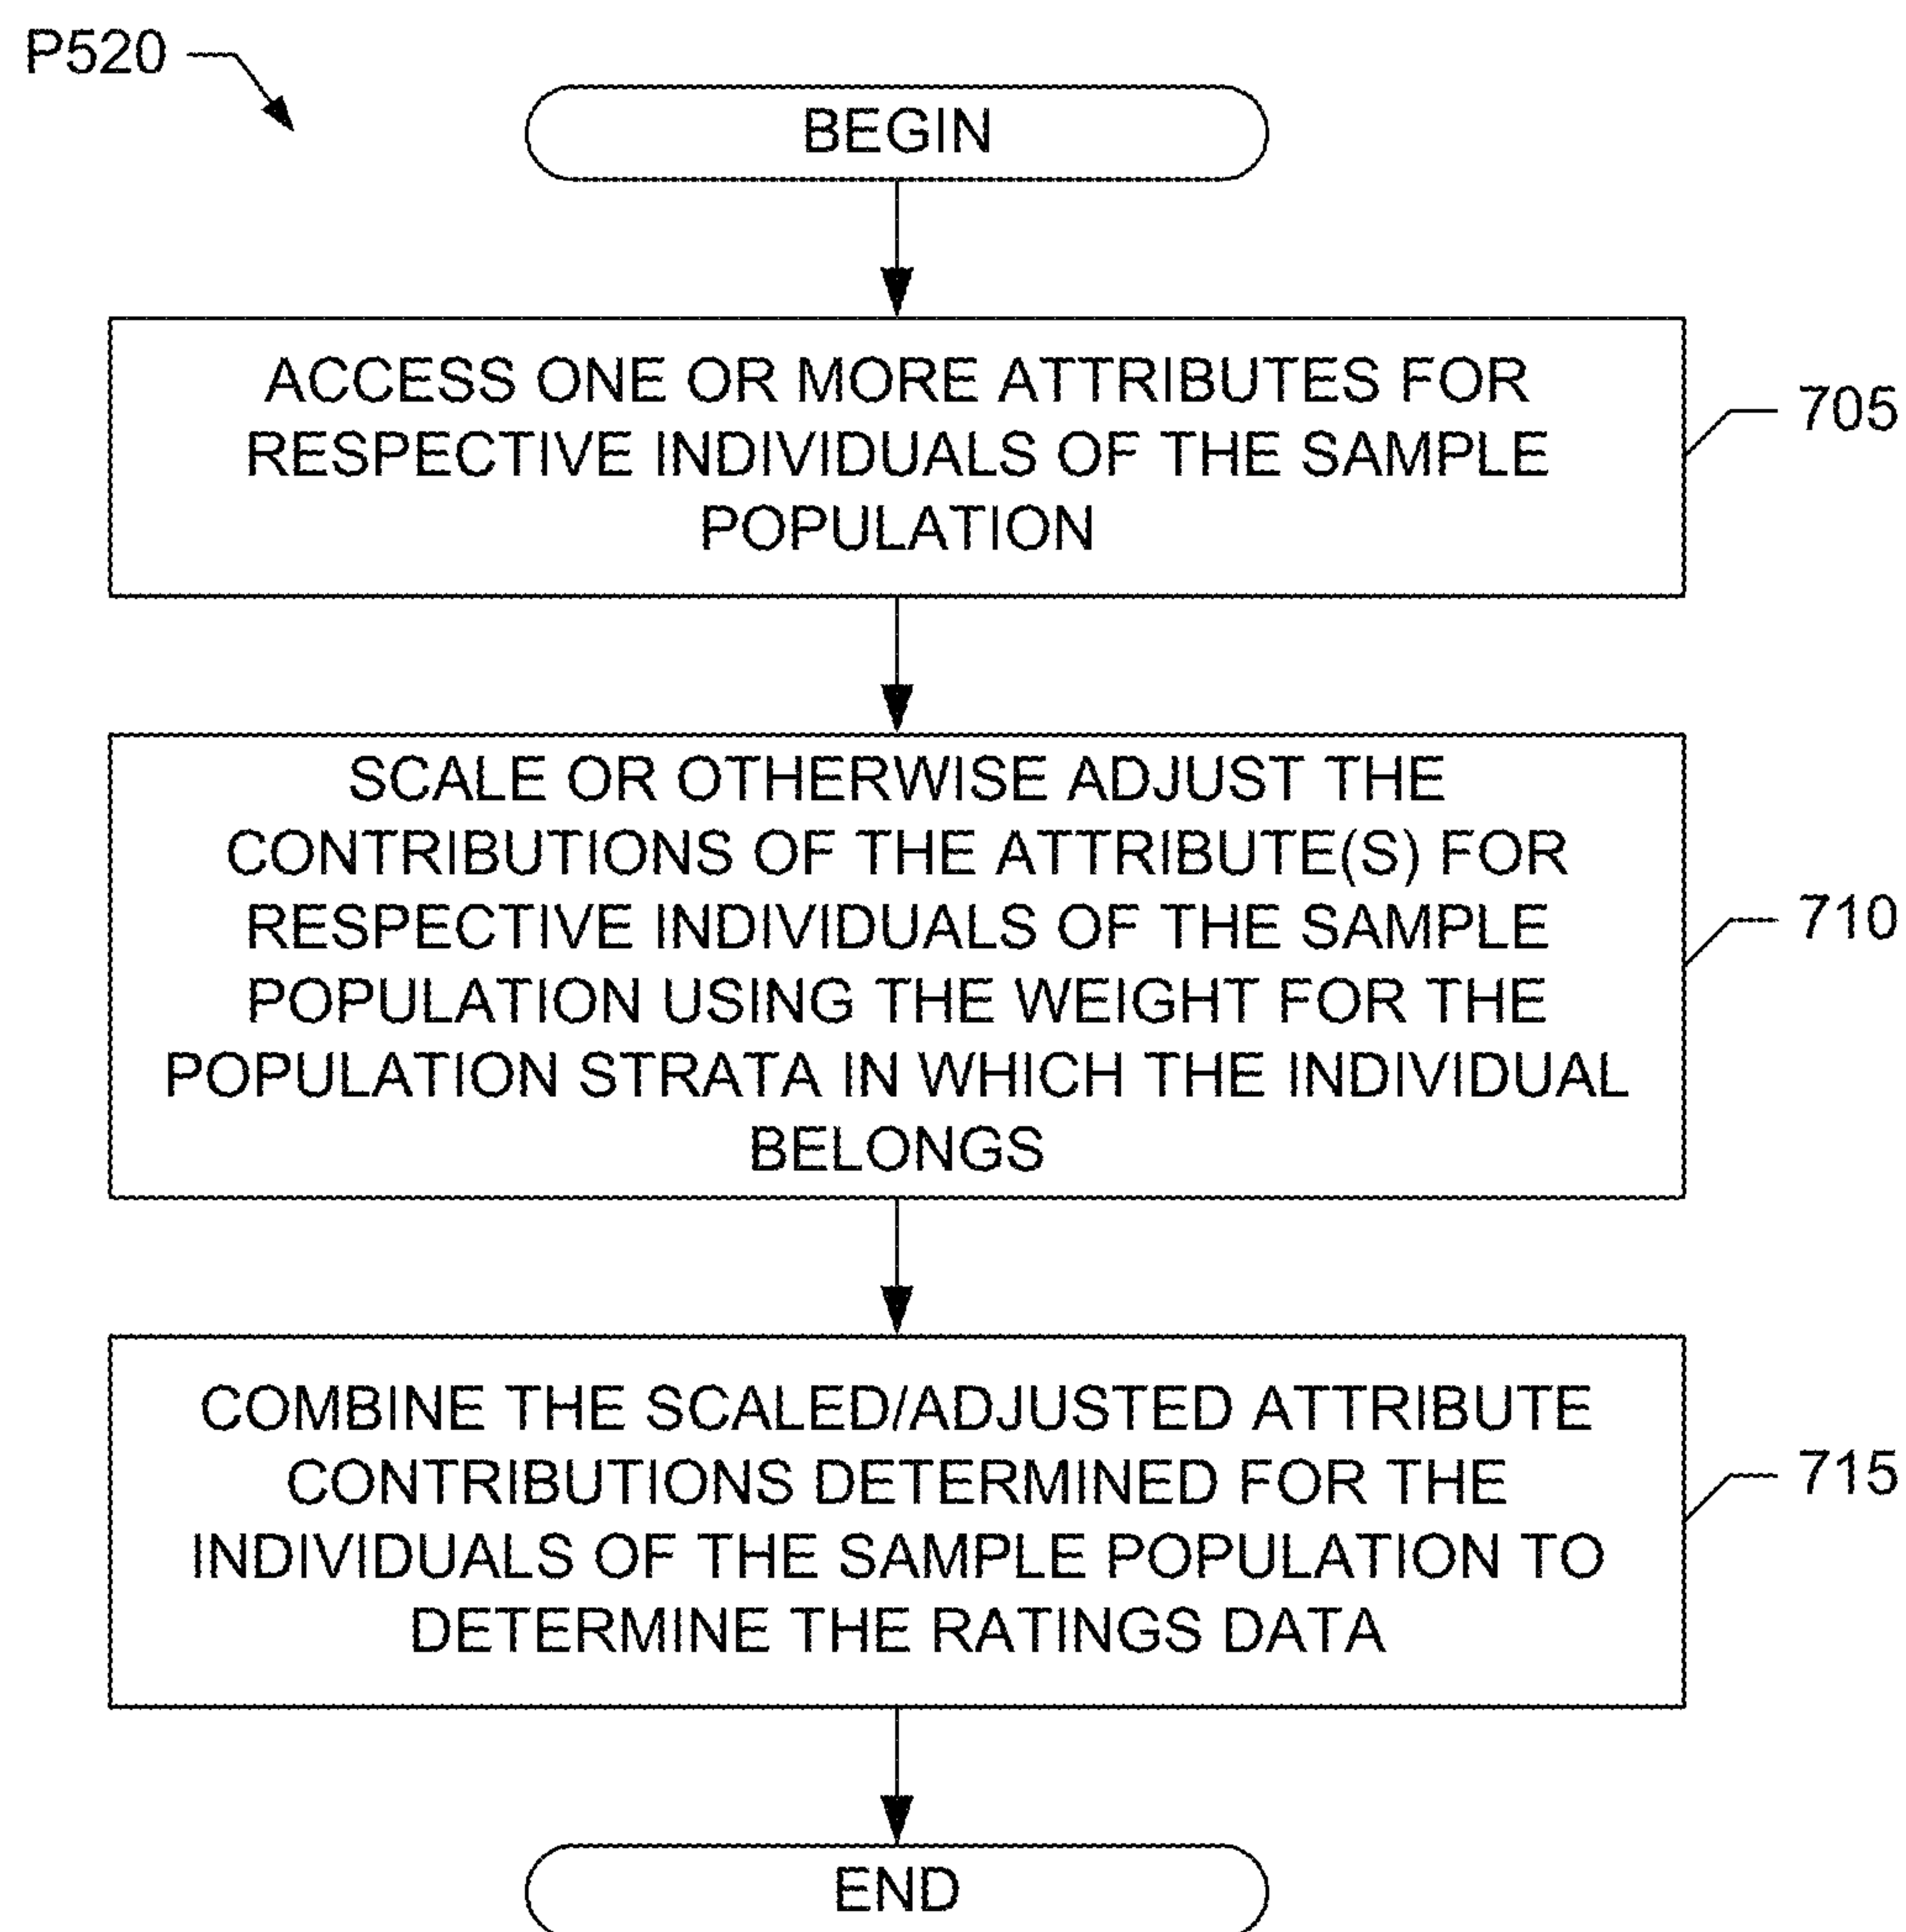 P520
BEGIN
ACCESS ONE OR MORE ATTRIBUTES FOR
RESPECTIVE INDIVIDUALS OF THE SAMPLE
POPULATION
705
SCALE OR OTHERWISE ADJUST THE
CONTRIBUTIONS OF THE ATTRIBUTE(S) FOR
RESPECTIVE INDIVIDUALS OF THE SAMPLE
POPULATION USING THE WEIGHT FOR THE
POPULATION STRATA IN WHICH THE INDIVIDUAL
BELONGS
710
COMBINE THE SCALED/ADJUSTED ATTRIBUTE
CONTRIBUTIONS DETERMINED FOR THE
INDIVIDUALS OF THE SAMPLE POPULATION TO
DETERMINE THE RATINGS DATA
715
END